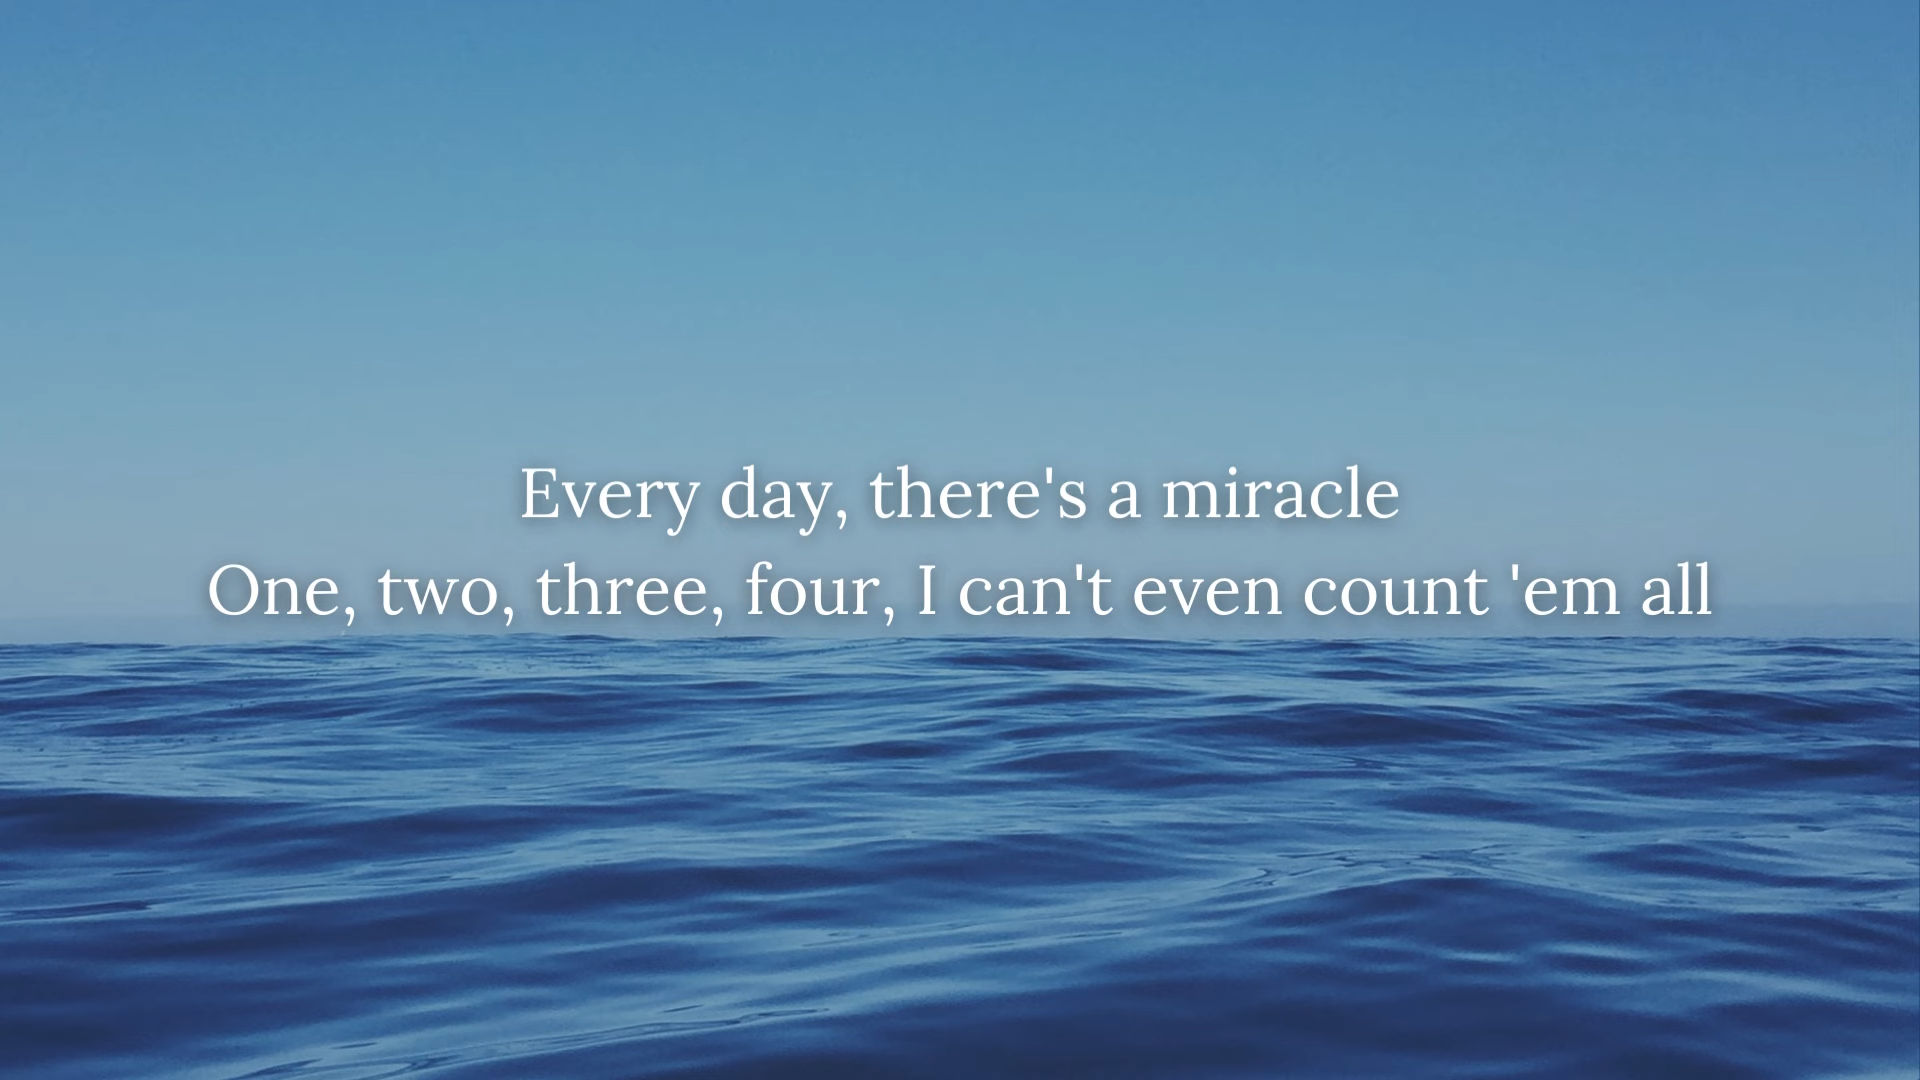 Every day, there's a miracle
One, two, three, four, I can't even count 'em all